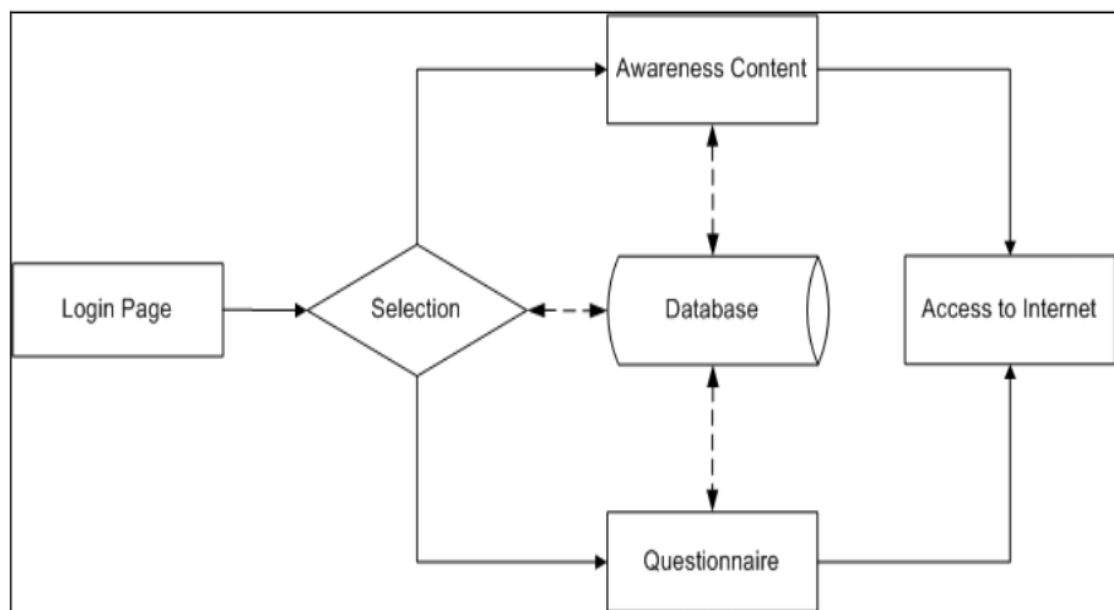 Awareness Content
Login Page
Selection
Database
Access to Internet
Questionnaire